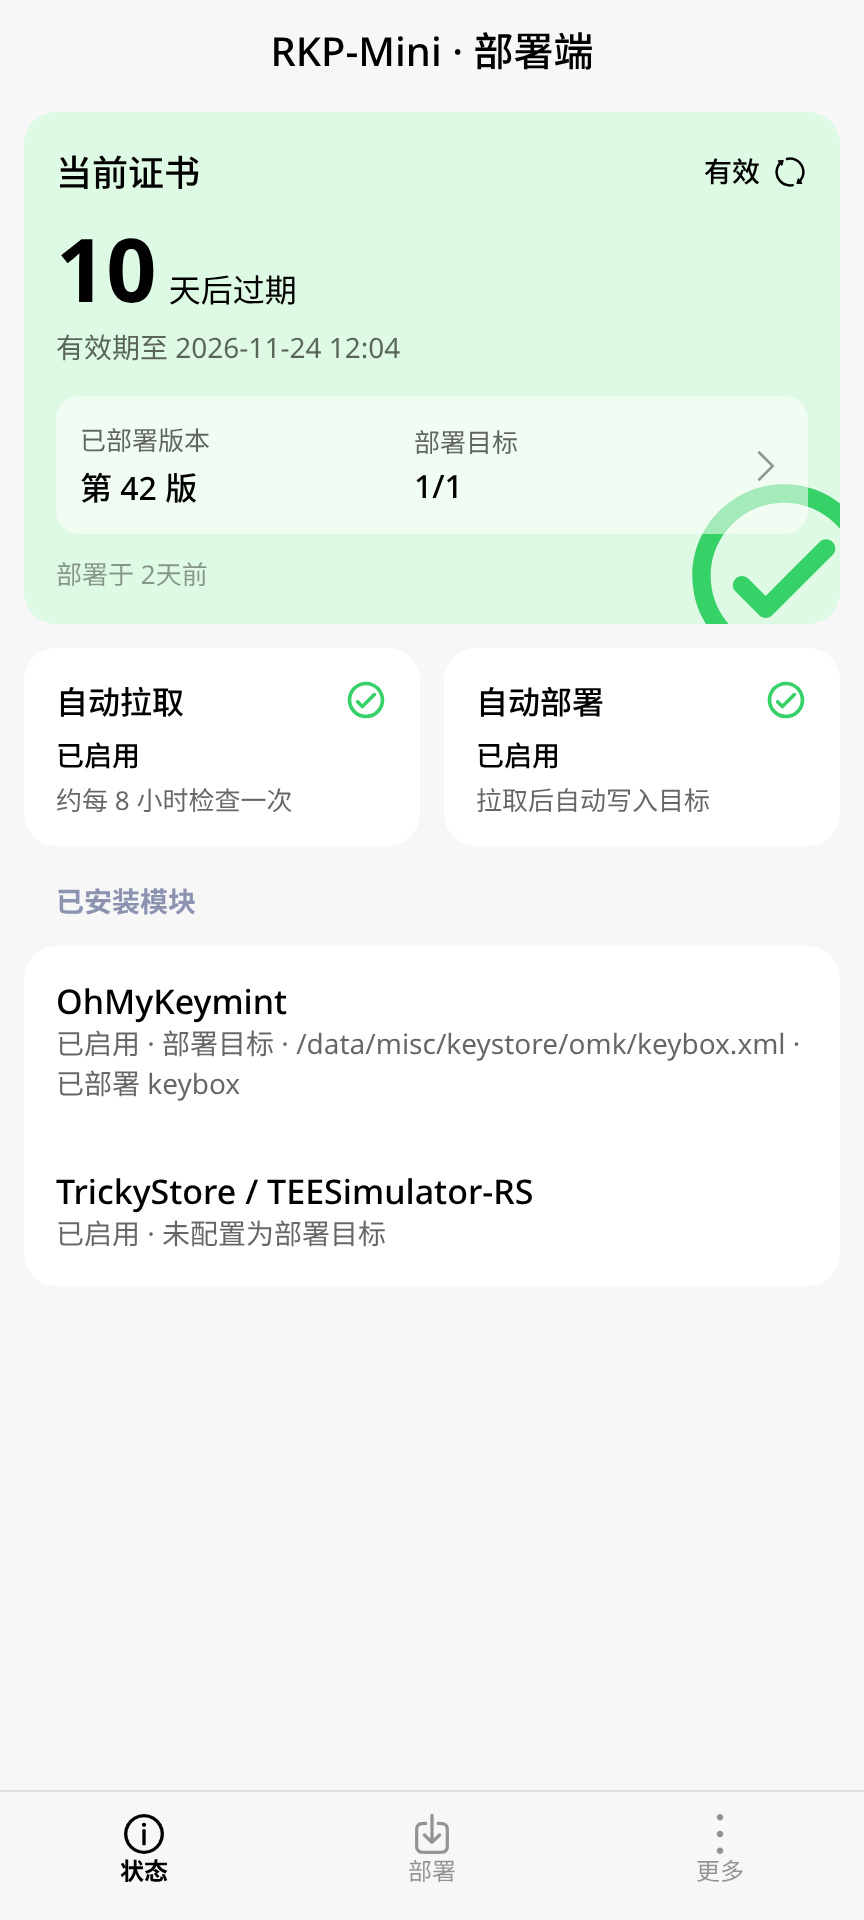 RKP-Mini · 部署端
当前证书
有效
10 天后过期
有效期至 2026-11-24 12:04
已部署版本
部署目标
第 42 版
1/1
部署于 2天前
自动拉取
已启用
约每 8 小时检查一次
自动部署
已启用
拉取后自动写入目标
已安装模块
OhMyKeymint
已启用 · 部署目标 · /data/misc/keystore/omk/keybox.xml ·
已部署 keybox
TrickyStore / TEESimulator-RS
已启用 · 未配置为部署目标
状态
部署
更多